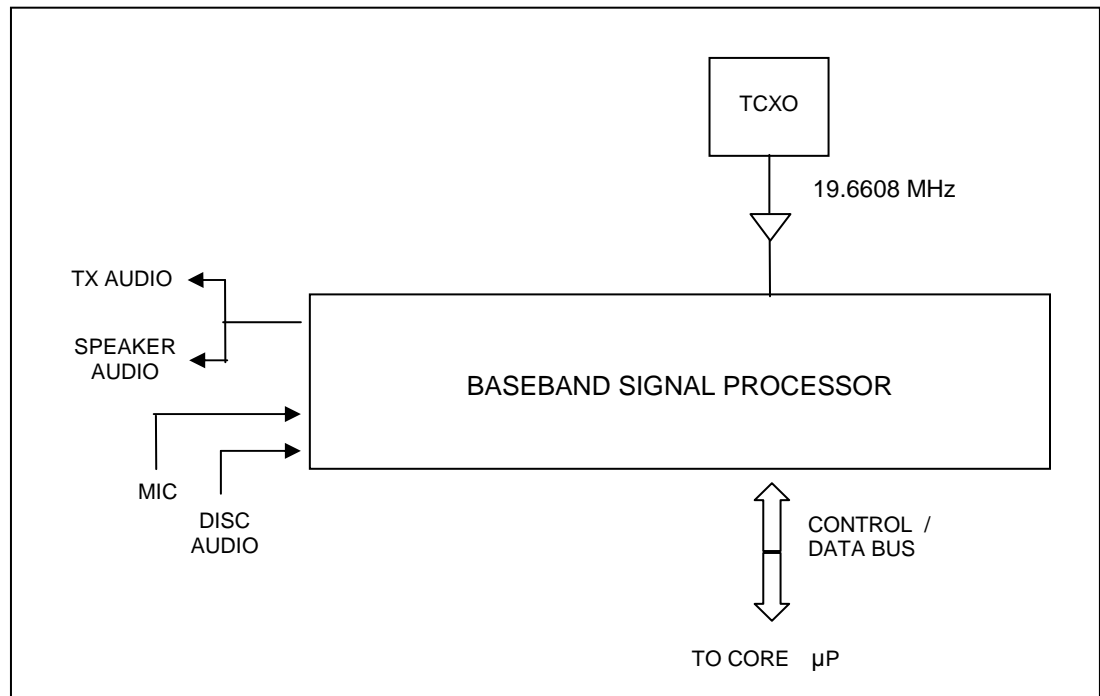 TCXO
19.6608 MHz
TX AUDIO
SPEAKER
AUDIO
BASEBAND SIGNAL PROCESSOR
MIC
DISC
AUDIO
CONTROL /
DATA BUS
TO CORE µP